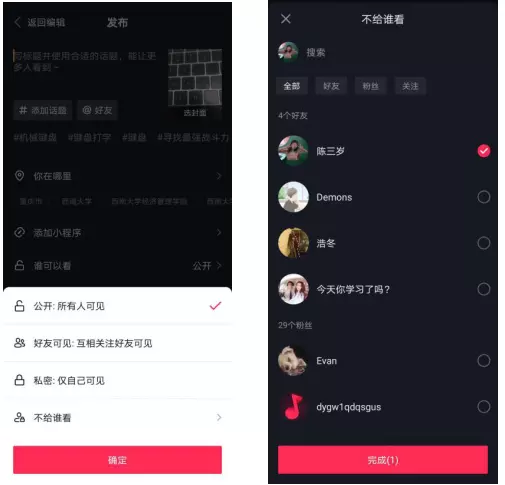 返回编辑
发布
写标题并使用合适的话题，能让更
多人看到～
选封面
# 添加话题
@ 好友
#机械键盘
#键盘打字
#键盘
#寻找最强战斗力
你在哪里
重庆市
西南大学
西南大学经济管理学院
添加小程序
谁可以看
公开
公开: 所有人可见
好友可见: 互相关注好友可见
私密: 仅自己可见
不给谁看
确定
不给谁看
搜索
全部
好友
粉丝
关注
4个好友
陈三岁
Demons
浩冬
今天你学习了吗?
29个粉丝
Evan
dygw1qdqsgus
完成(1)